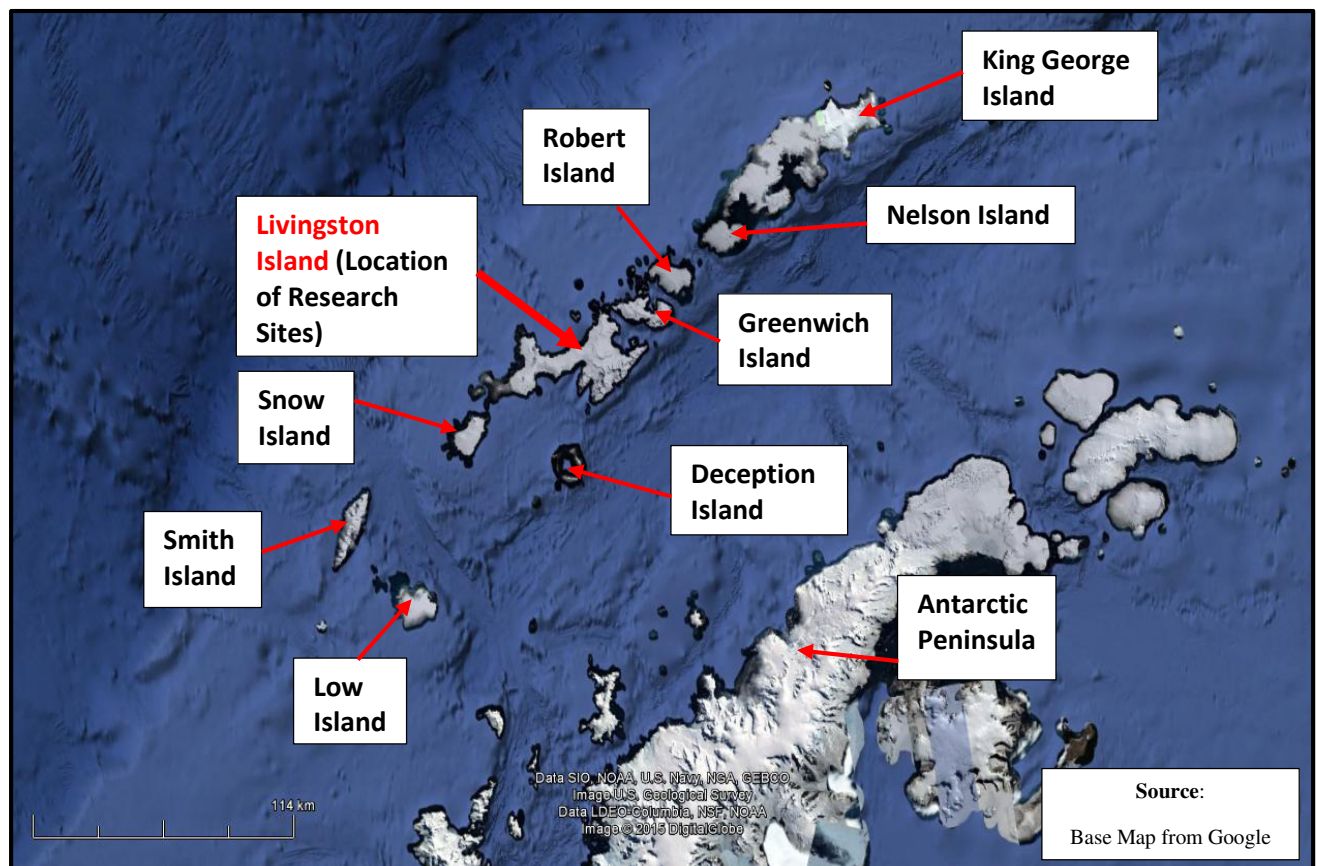 King George
Island
Robert
Island
Livingston
Island (Location
of Research
Sites)
Nelson Island
Greenwich
Island
Snow
Island
Deception
Island
Smith
Island
Antarctic
Peninsula
Low
Island
Data SIO, NOAA, U.S. Navy, NGA, GEBCO
Image U.S. Geological Survey
Data LDEO-Columbia, NSF, NOAA
Image © 2015 DigitalGlobe
114 km
Source:
Base Map from Google